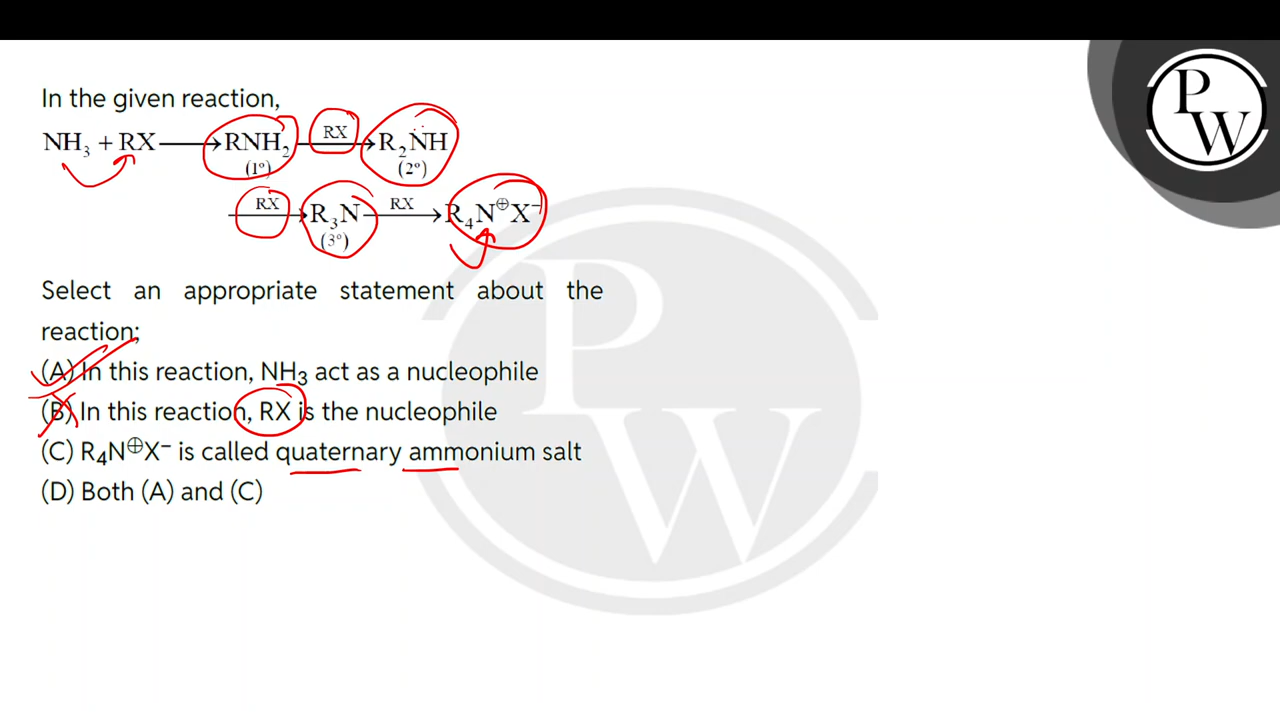 In the given reaction,
NH₃ + RX ⟶ RNH₂ —RX→ R₂N̈H
(1°) (2°)
—RX→ R₃N —RX→ R₄N⊕X⁻
(3°)
Select an appropriate statement about the
reaction;
(A) In this reaction, NH₃ act as a nucleophile
(B) In this reaction, RX is the nucleophile
(C) R₄N⊕X⁻ is called quaternary ammonium salt
(D) Both (A) and (C)
P
W
P
W